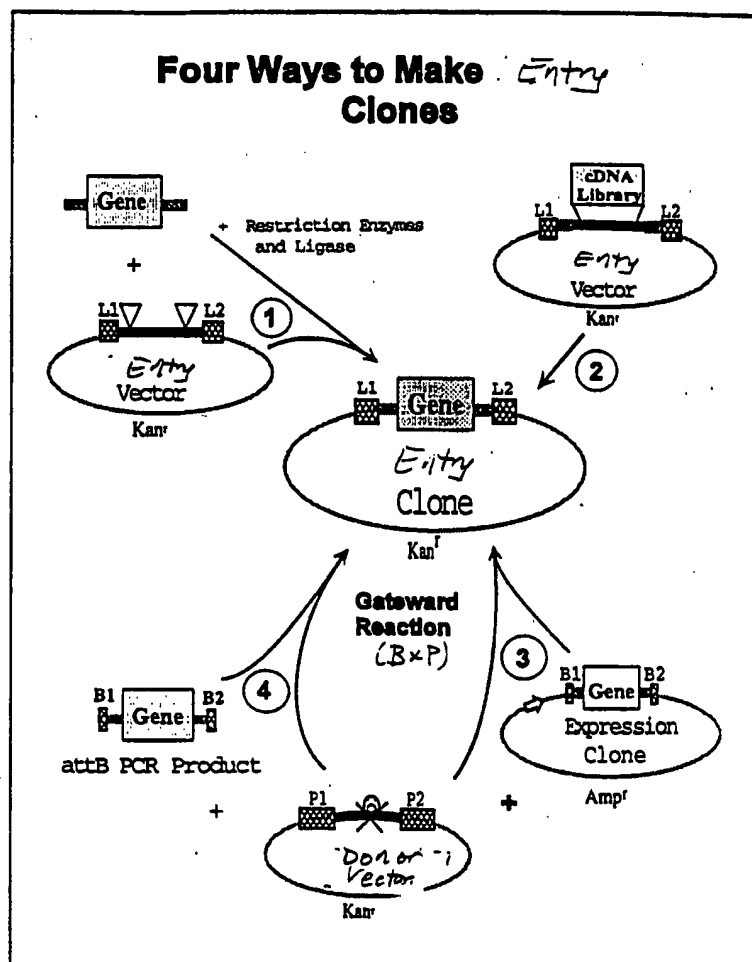 Four Ways to Make Entry
Clones
Gene
+ Restriction Enzymes
and Ligase
+
L1 L2
Entry
Vector
Kanr
1
cDNA
Library
L1 L2
Entry
Vector
Kanr
2
L1 Gene L2
Entry
Clone
Kanr
Gateward
Reaction
(B×P)
3
4
B1 Gene B2
attB PCR Product
+
B1 Gene B2
Expression
Clone
Ampr
+
P1 P2
Donor
Vector
Kanr